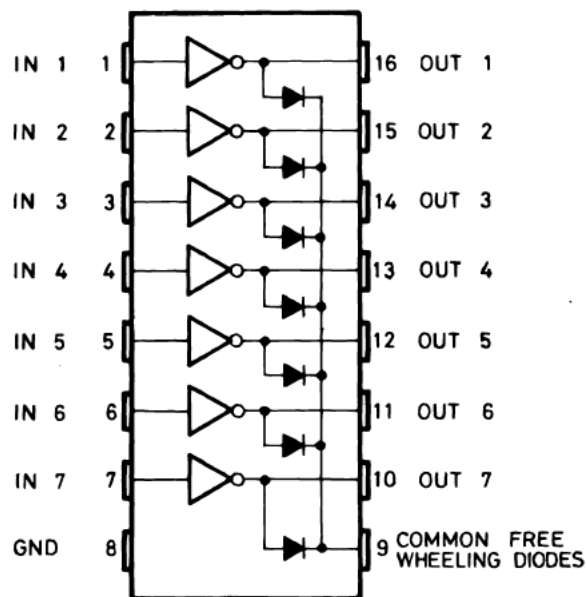 IN 1 1 16 OUT 1
IN 2 2 15 OUT 2
IN 3 3 14 OUT 3
IN 4 4 13 OUT 4
IN 5 5 12 OUT 5
IN 6 6 11 OUT 6
IN 7 7 10 OUT 7
GND 8 9 COMMON FREE
WHEELING DIODES